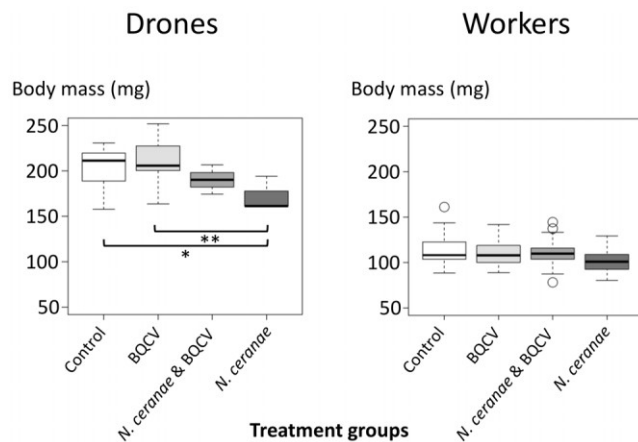 Drones
Workers
Body mass (mg)
Body mass (mg)
250
200
150
100
50
**
*
Control
BQCV
N. ceranae & BQCV
N. ceranae
250
200
150
100
50
Control
BQCV
N. ceranae & BQCV
N. ceranae
Treatment groups